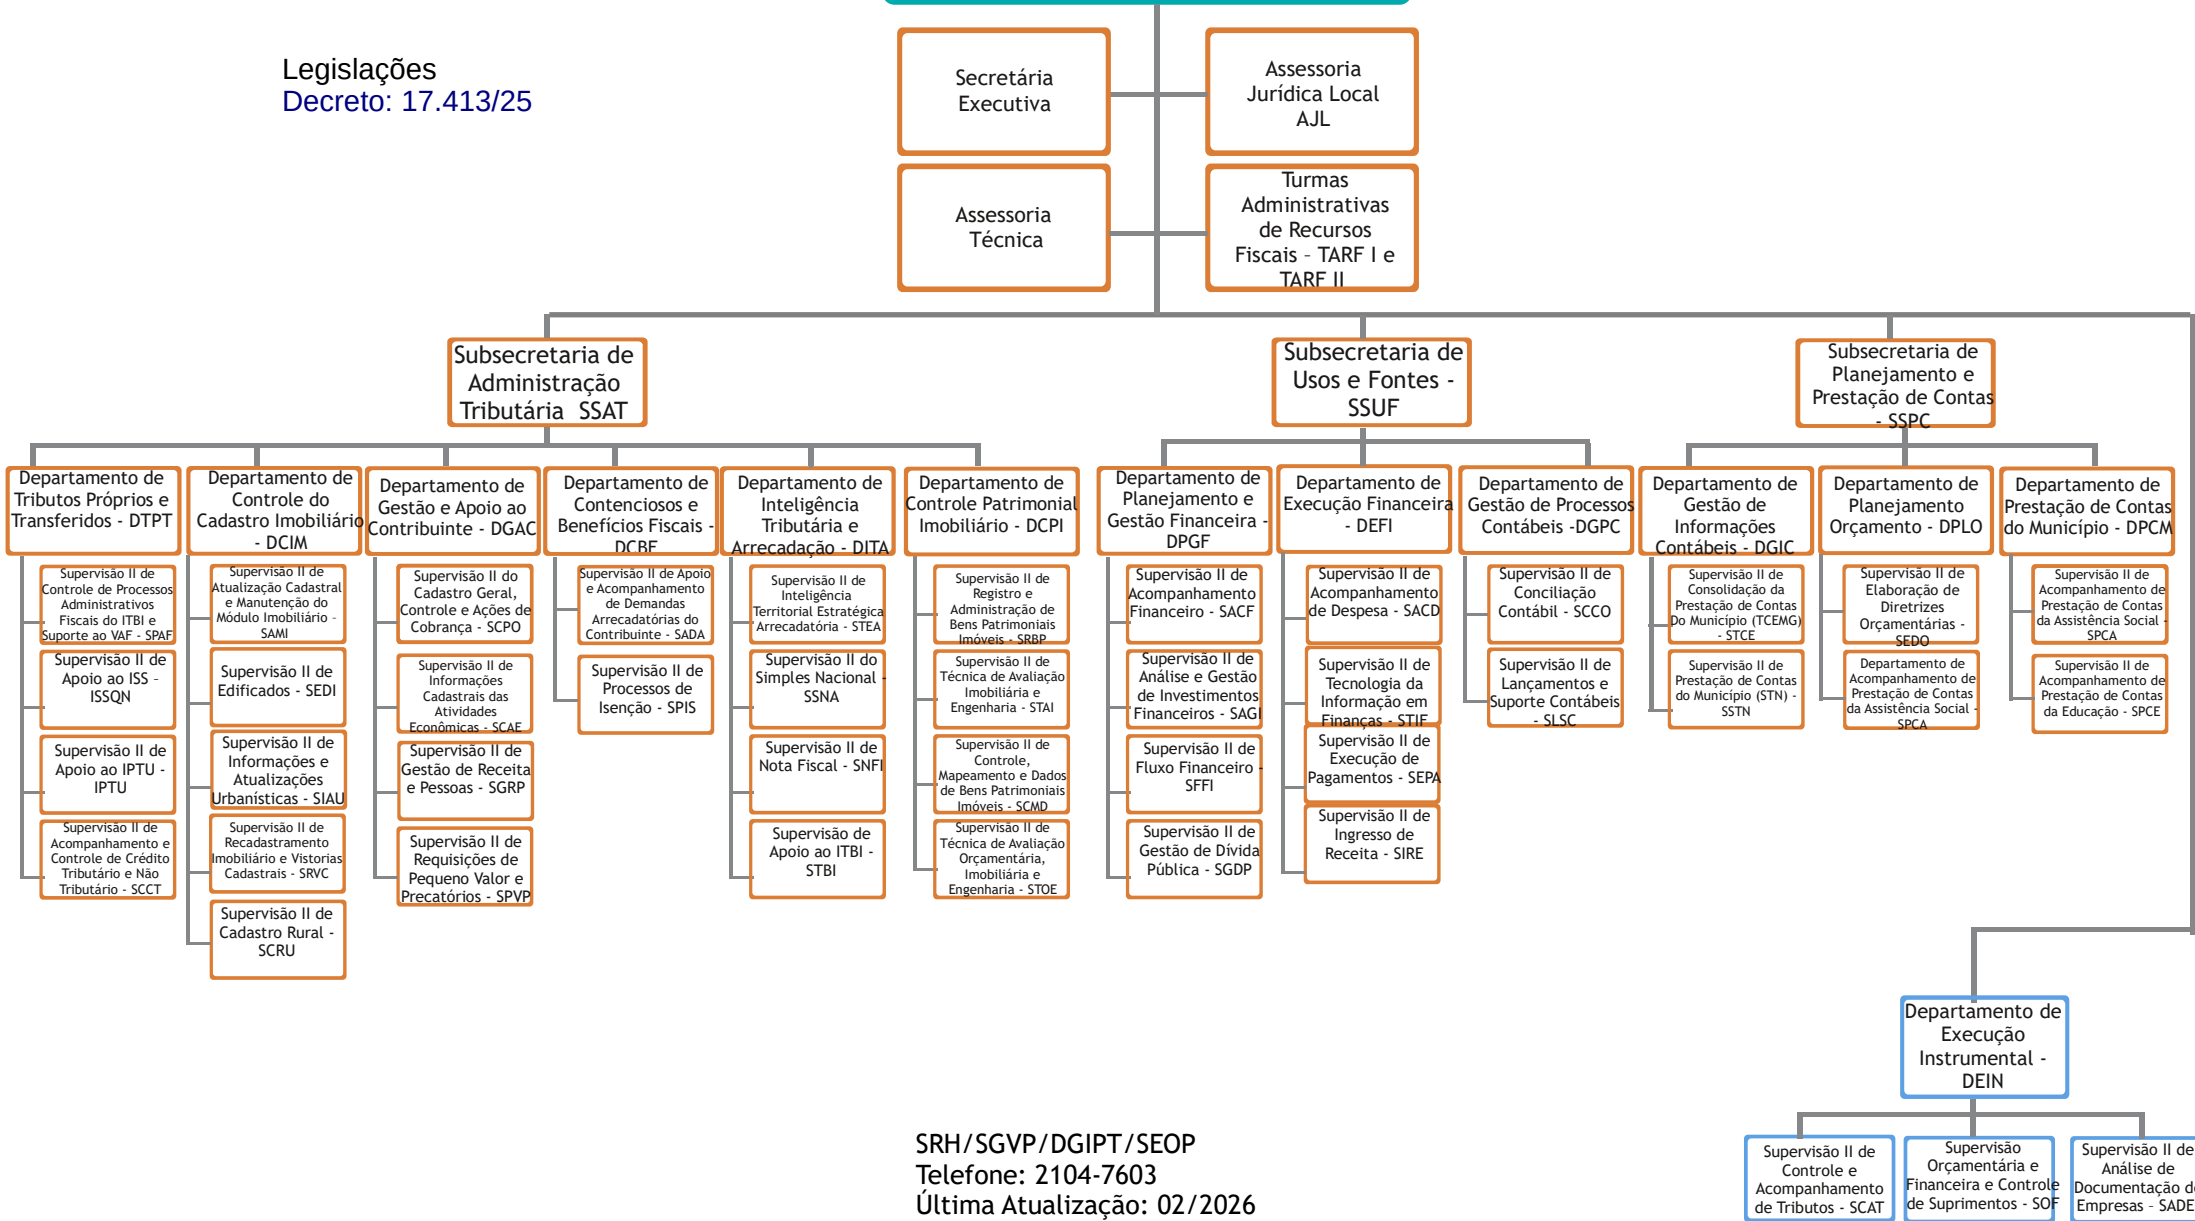 Legislações
Decreto: 17.413/25
Secretária
Executiva
Assessoria
Jurídica Local
AJL
Assessoria
Técnica
Turmas
Administrativas
de Recursos
Fiscais – TARF I e
TARF II
Subsecretaria de
Administração
Tributária  SSAT
Subsecretaria de
Usos e Fontes -
SSUF
Subsecretaria de
Planejamento e
Prestação de Contas
- SSPC
Departamento de
Tributos Próprios e
Transferidos - DTPT
Departamento de
Controle do
Cadastro Imobiliário
- DCIM
Departamento de
Gestão e Apoio ao
Contribuinte - DGAC
Departamento de
Contenciosos e
Benefícios Fiscais -
DCBF
Departamento de
Inteligência
Tributária e
Arrecadação - DITA
Departamento de
Controle Patrimonial
Imobiliário - DCPI
Departamento de
Planejamento e
Gestão Financeira -
DPGF
Departamento de
Execução Financeira
- DEFI
Departamento de
Gestão de Processos
Contábeis -DGPC
Departamento de
Gestão de
Informações
Contábeis - DGIC
Departamento de
Planejamento
Orçamento - DPLO
Departamento de
Prestação de Contas
do Município - DPCM
Supervisão II de
Controle de Processos
Administrativos
Fiscais do ITBI e
Suporte ao VAF - SPAF
Supervisão II de
Apoio ao ISS –
ISSQN
Supervisão II de
Apoio ao IPTU -
IPTU
Supervisão II de
Acompanhamento e
Controle de Crédito
Tributário e Não
Tributário - SCCT
Supervisão II de
Atualização Cadastral
e Manutenção do
Módulo Imobiliário –
SAMI
Supervisão II de
Edificados - SEDI
Supervisão II de
Informações e
Atualizações
Urbanísticas - SIAU
Supervisão II de
Recadastramento
Imobiliário e Vistorias
Cadastrais - SRVC
Supervisão II de
Cadastro Rural -
SCRU
Supervisão II do
Cadastro Geral,
Controle e Ações de
Cobrança - SCPO
Supervisão II de
Informações
Cadastrais das
Atividades
Econômicas - SCAE
Supervisão II de
Gestão de Receita
e Pessoas - SGRP
Supervisão II de
Requisições de
Pequeno Valor e
Precatórios - SPVP
Supervisão II de Apoio
e Acompanhamento
de Demandas
Arrecadatórias do
Contribuinte - SADA
Supervisão II de
Processos de
Isenção - SPIS
Supervisão II de
Inteligência
Territorial Estratégica
Arrecadatória - STEA
Supervisão II do
Simples Nacional -
SSNA
Supervisão II de
Nota Fiscal - SNFI
Supervisão de
Apoio ao ITBI -
STBI
Supervisão II de
Registro e
Administração de
Bens Patrimoniais
Imóveis - SRBP
Supervisão II de
Técnica de Avaliação
Imobiliária e
Engenharia - STAI
Supervisão II de
Controle,
Mapeamento e Dados
de Bens Patrimoniais
Imóveis - SCMD
Supervisão II de
Técnica de Avaliação
Orçamentária,
Imobiliária e
Engenharia - STOE
Supervisão II de
Acompanhamento
Financeiro - SACF
Supervisão II de
Análise e Gestão
de Investimentos
Financeiros - SAGI
Supervisão II de
Fluxo Financeiro -
SFFI
Supervisão II de
Gestão de Dívida
Pública - SGDP
Supervisão II de
Acompanhamento
de Despesa - SACD
Supervisão II de
Tecnologia da
Informação em
Finanças - STIF
Supervisão II de
Execução de
Pagamentos - SEPA
Supervisão II de
Ingresso de
Receita - SIRE
Supervisão II de
Conciliação
Contábil - SCCO
Supervisão II de
Lançamentos e
Suporte Contábeis
- SLSC
Supervisão II de
Consolidação da
Prestação de Contas
Do Município (TCEMG)
- STCE
Supervisão II de
Prestação de Contas
do Município (STN) -
SSTN
Supervisão II de
Elaboração de
Diretrizes
Orçamentárias -
SEDO
Departamento de
Acompanhamento de
Prestação de Contas
da Assistência Social -
SPCA
Supervisão II de
Acompanhamento de
Prestação de Contas
da Assistência Social -
SPCA
Supervisão II de
Acompanhamento de
Prestação de Contas
da Educação - SPCE
Departamento de
Execução
Instrumental -
DEIN
Supervisão II de
Controle e
Acompanhamento
de Tributos - SCAT
Supervisão
Orçamentária e
Financeira e Controle
de Suprimentos - SOF
Supervisão II de
Análise de
Documentação de
Empresas – SADE
SRH/SGVP/DGIPT/SEOP
Telefone: 2104-7603
Última Atualização: 02/2026